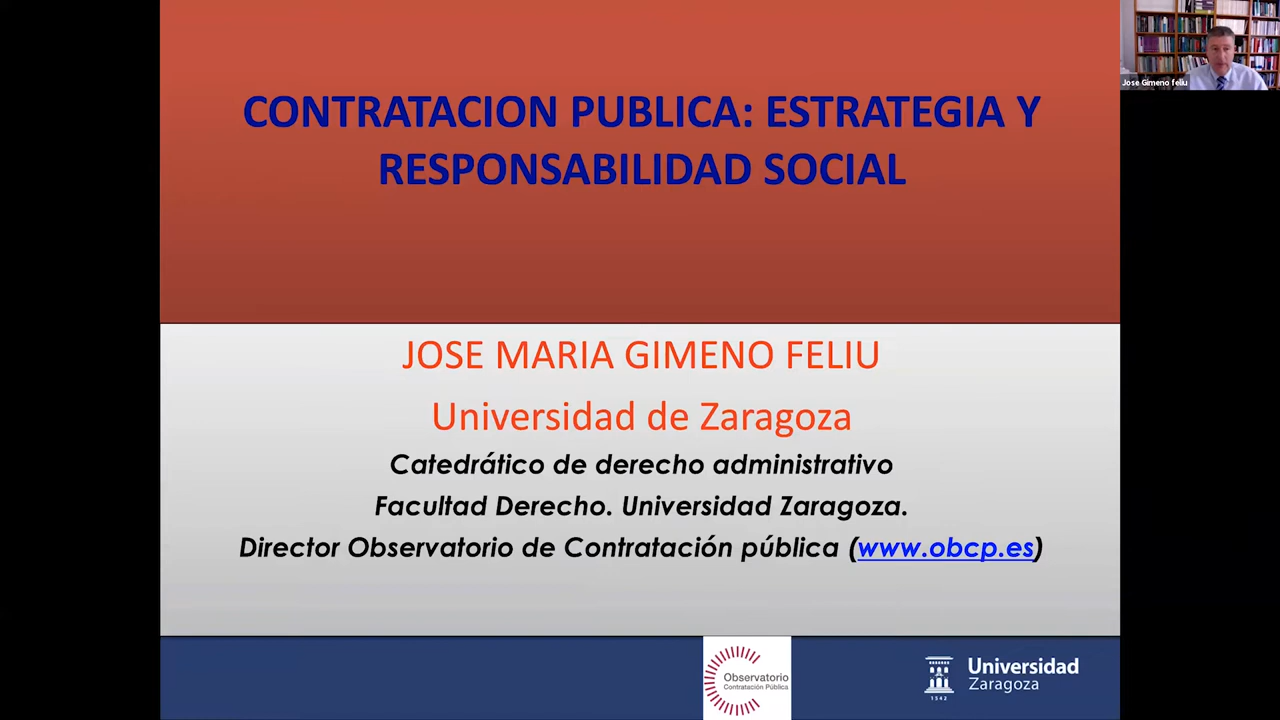 CONTRATACION PUBLICA: ESTRATEGIA Y
RESPONSABILIDAD SOCIAL
Jose Gimeno feliu
JOSE MARIA GIMENO FELIU
Universidad de Zaragoza
Catedrático de derecho administrativo
Facultad Derecho. Universidad Zaragoza.
Director Observatorio de Contratación pública (www.obcp.es)
Observatorio
Contratación Pública
Universidad
Zaragoza
1542